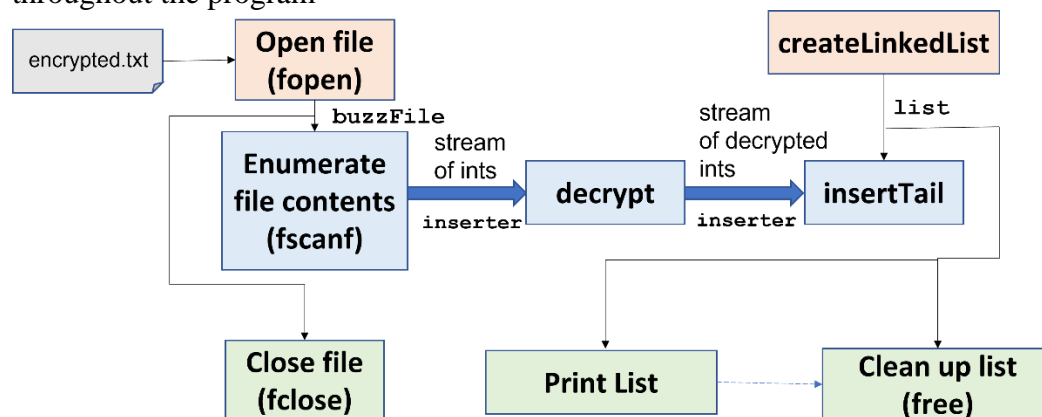 throughout the program
encrypted.txt
Open file
(fopen)
createLinkedList
buzzFile
list
Enumerate
file contents
(fscanf)
stream
of ints
inserter
decrypt
stream
of decrypted
ints
inserter
insertTail
Close file
(fclose)
Print List
Clean up list
(free)